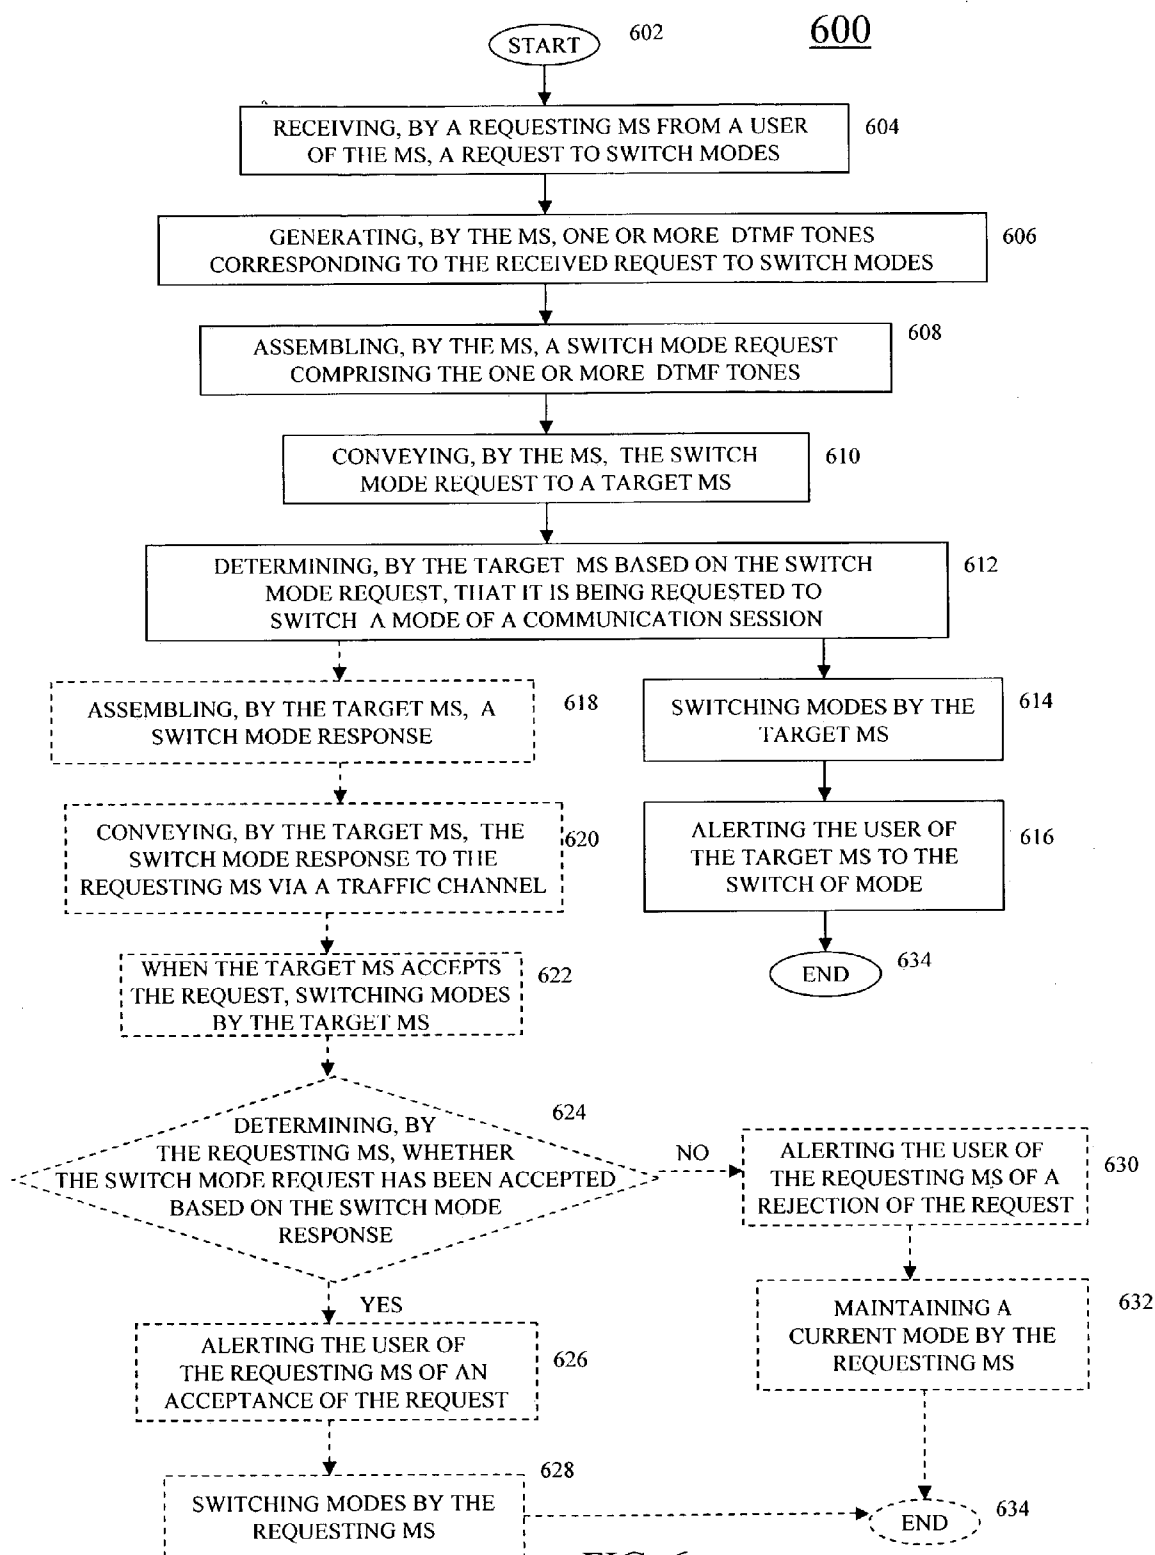 600
START
602
RECEIVING, BY A REQUESTING MS FROM A USER
OF THE MS, A REQUEST TO SWITCH MODES
604
GENERATING, BY THE MS, ONE OR MORE DTMF TONES
CORRESPONDING TO THE RECEIVED REQUEST TO SWITCH MODES
606
ASSEMBLING, BY THE MS, A SWITCH MODE REQUEST
COMPRISING THE ONE OR MORE DTMF TONES
608
CONVEYING, BY THE MS, THE SWITCH
MODE REQUEST TO A TARGET MS
610
DETERMINING, BY THE TARGET MS BASED ON THE SWITCH
MODE REQUEST, THAT IT IS BEING REQUESTED TO
SWITCH A MODE OF A COMMUNICATION SESSION
612
ASSEMBLING, BY THE TARGET MS, A
SWITCH MODE RESPONSE
618
SWITCHING MODES BY THE
TARGET MS
614
CONVEYING, BY THE TARGET MS, THE
SWITCH MODE RESPONSE TO THE
REQUESTING MS VIA A TRAFFIC CHANNEL
620
ALERTING THE USER OF
THE TARGET MS TO THE
SWITCH OF MODE
616
WHEN THE TARGET MS ACCEPTS
THE REQUEST, SWITCHING MODES
BY THE TARGET MS
622
END
634
DETERMINING, BY
THE REQUESTING MS, WHETHER
THE SWITCH MODE REQUEST HAS BEEN ACCEPTED
BASED ON THE SWITCH MODE
RESPONSE
624
NO
ALERTING THE USER OF
THE REQUESTING MS OF A
REJECTION OF THE REQUEST
630
YES
MAINTAINING A
CURRENT MODE BY THE
REQUESTING MS
632
ALERTING THE USER OF
THE REQUESTING MS OF AN
ACCEPTANCE OF THE REQUEST
626
SWITCHING MODES BY THE
REQUESTING MS
628
END
634